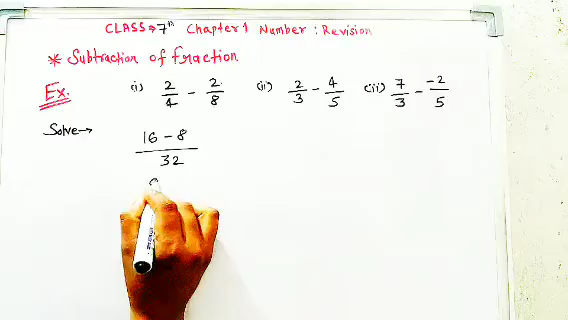 CLASS⇒7th Chapter 1 Number : Revision
* Subtraction of fraction
Ex. (i) 2/4 - 2/8 (ii) 2/3 - 4/5 (iii) 7/3 - -2/5
Solve→
16 - 8
32